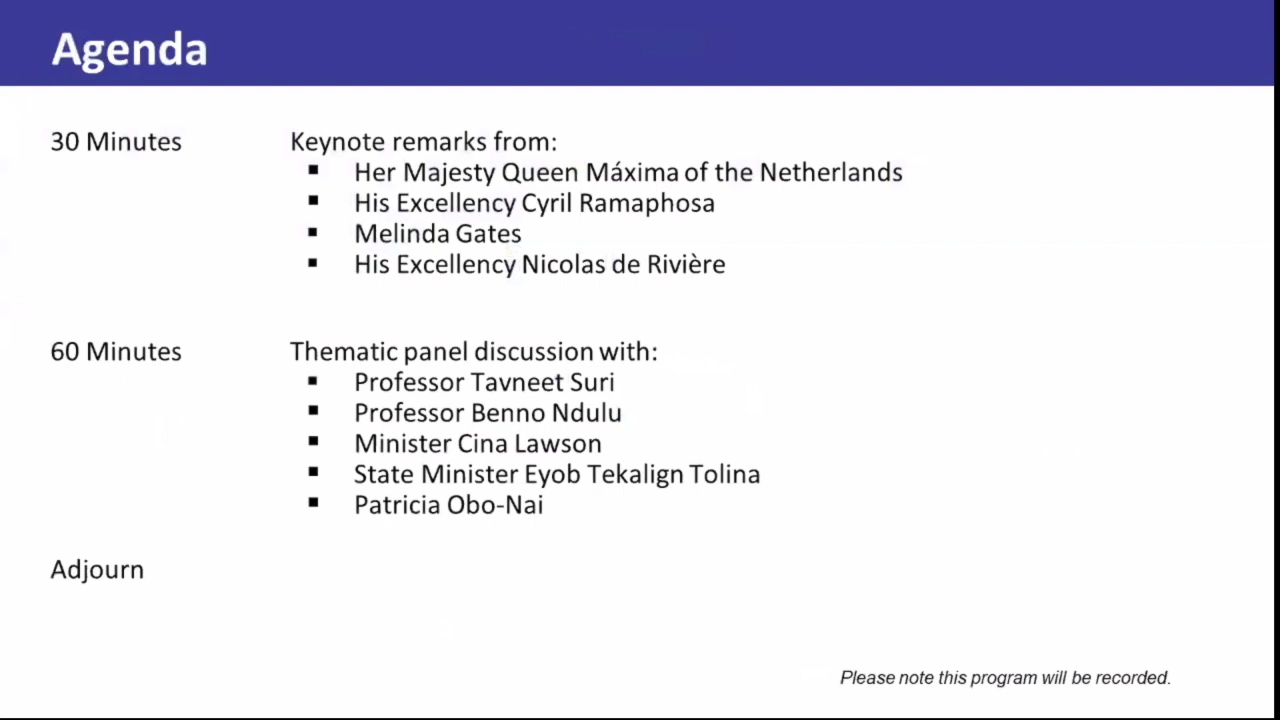 Agenda
30 Minutes
Keynote remarks from:
▪ Her Majesty Queen Máxima of the Netherlands
▪ His Excellency Cyril Ramaphosa
▪ Melinda Gates
▪ His Excellency Nicolas de Rivière
60 Minutes
Thematic panel discussion with:
▪ Professor Tavneet Suri
▪ Professor Benno Ndulu
▪ Minister Cina Lawson
▪ State Minister Eyob Tekalign Tolina
▪ Patricia Obo-Nai
Adjourn
Please note this program will be recorded.